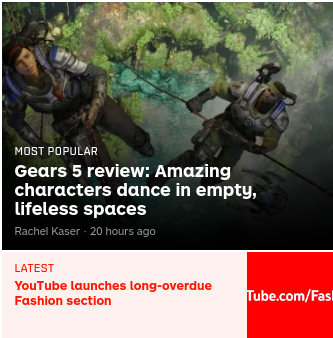 MOST POPULAR
Gears 5 review: Amazing
characters dance in empty,
lifeless spaces
Rachel Kaser · 20 hours ago
LATEST
YouTube launches long-overdue
Fashion section
Tube.com/Fash